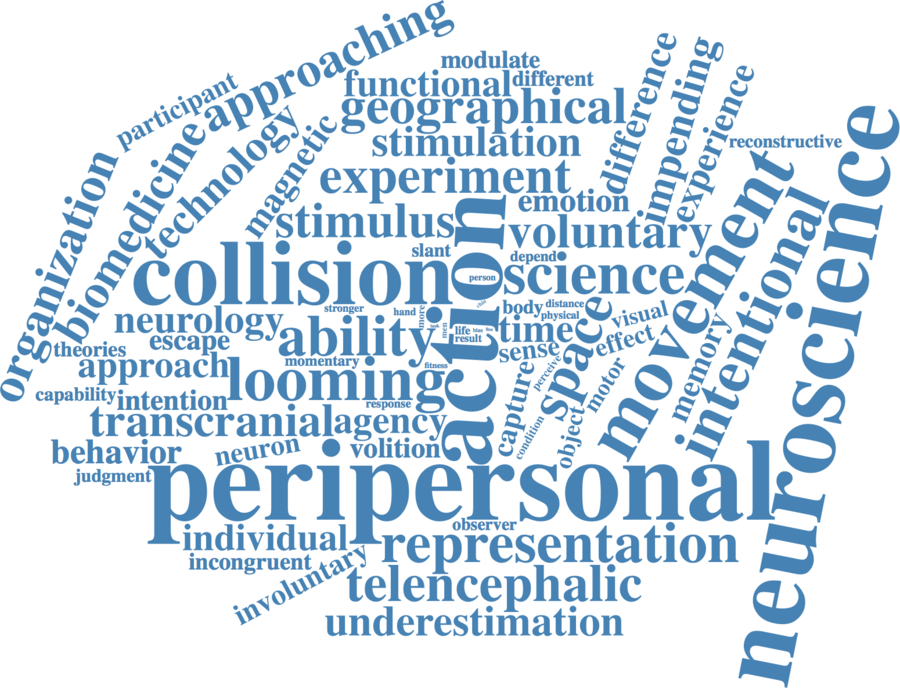 modulate
approaching
functional
different
participant
geographical
difference
impending
technology
magnetic
stimulation
experience
reconstructive
biomedicine
experiment
neuroscience
organization
emotion
movement
stimulus
voluntary
intentional
action
slant
depend
collision
person
science
stronger
hand
more
body
distance
physical
neurology
ability
men
life
result
time
space
visual
escape
theories
sense
effect
memory
approach
momentary
fitness
perceive
looming
capture
motor
capability
intention
response
transcranial
agency
condition
object
behavior
neuron
volition
judgment
peripersonal
observer
individual
representation
incongruent
involuntary
telencephalic
underestimation